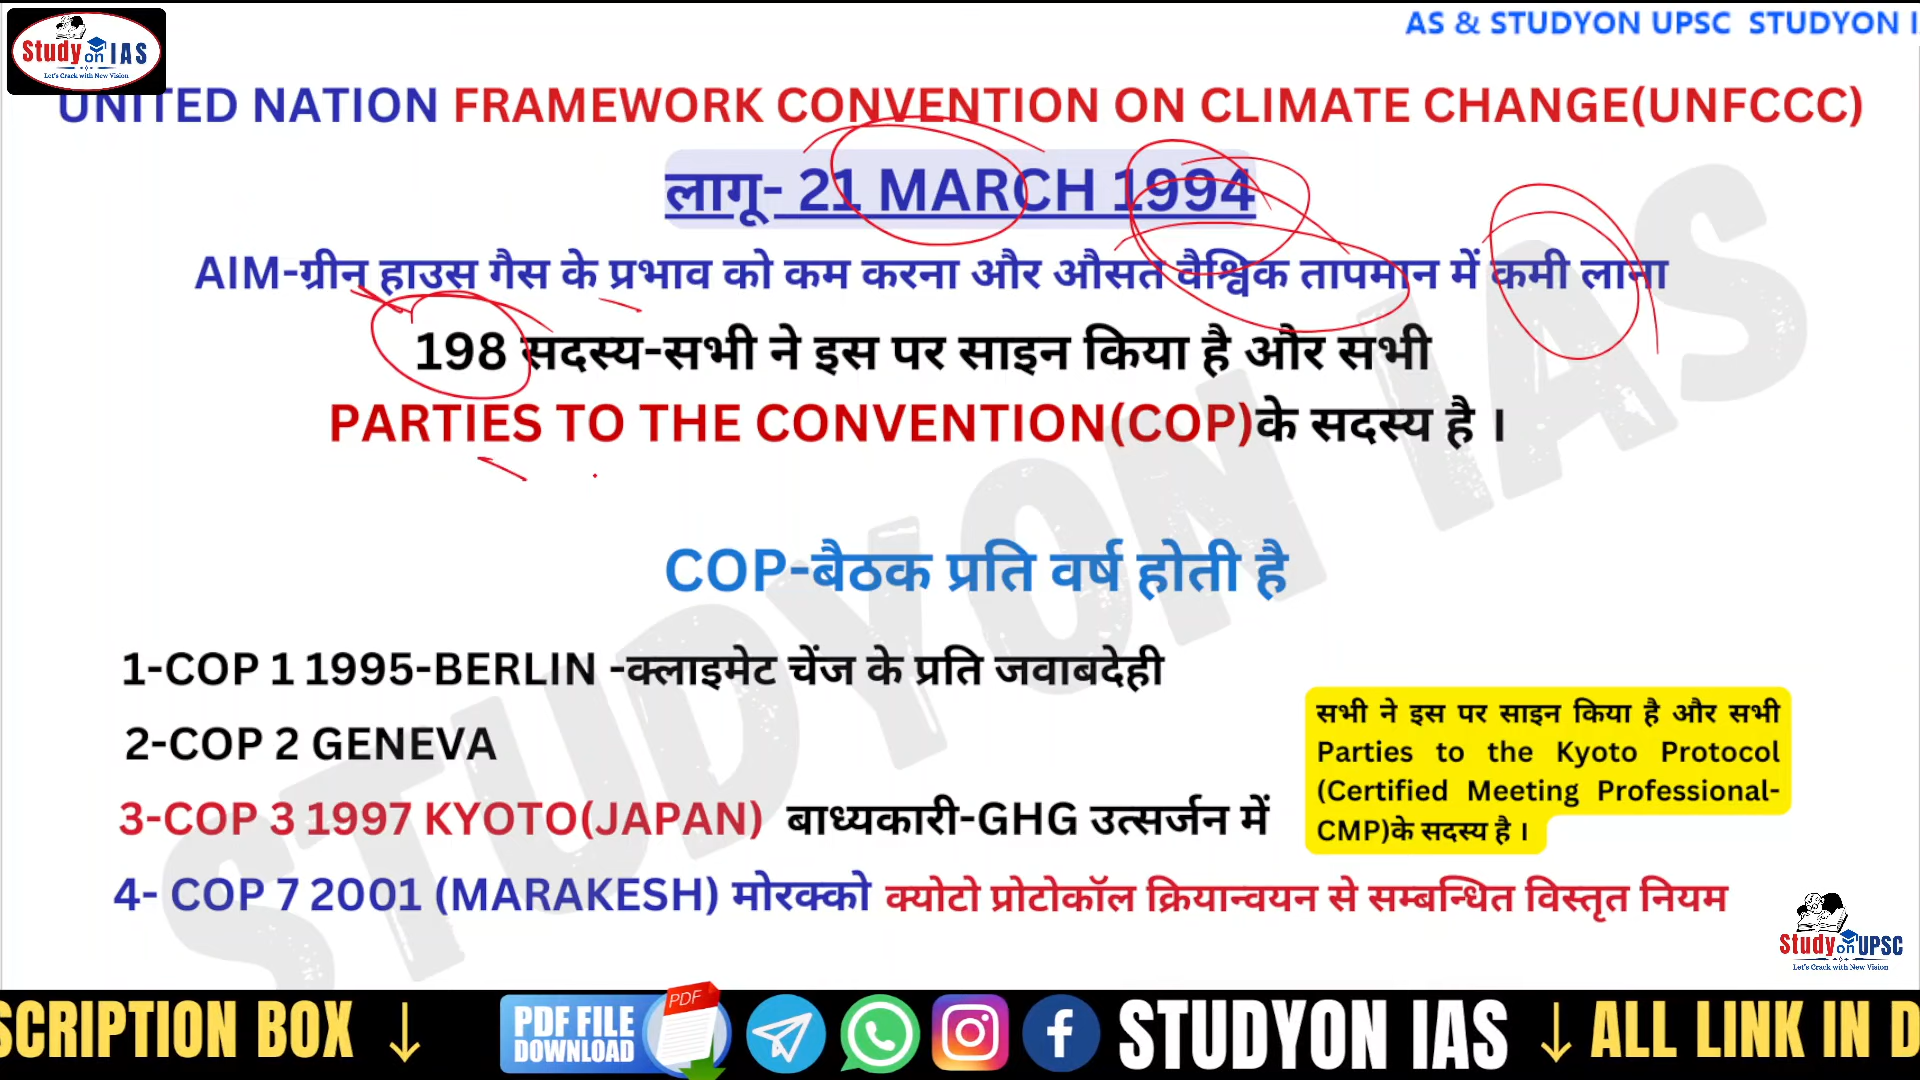 AS & STUDYON UPSC STUDYON I
Study on IAS
Let's Crack with New Vision
UNITED NATION FRAMEWORK CONVENTION ON CLIMATE CHANGE(UNFCCC)
लागू- 21 MARCH 1994
AIM-ग्रीन हाउस गैस के प्रभाव को कम करना और औसत वैश्विक तापमान में कमी लाना
198 सदस्य-सभी ने इस पर साइन किया है और सभी
PARTIES TO THE CONVENTION(COP)के सदस्य है ।
COP-बैठक प्रति वर्ष होती है
1-COP 1 1995-BERLIN -क्लाइमेट चेंज के प्रति जवाबदेही
2-COP 2 GENEVA
3-COP 3 1997 KYOTO(JAPAN) बाध्यकारी-GHG उत्सर्जन में
सभी ने इस पर साइन किया है और सभी
Parties to the Kyoto Protocol
(Certified Meeting Professional-
CMP)के सदस्य है ।
4- COP 7 2001 (MARAKESH) मोरक्को क्योटो प्रोटोकॉल क्रियान्वयन से सम्बन्धित विस्तृत नियम
STUDYON IAS
Study on UPSC
Let's Crack with New Vision
SCRIPTION BOX ↓ PDF FILE DOWNLOAD PDF STUDYON IAS ↓ ALL LINK IN D